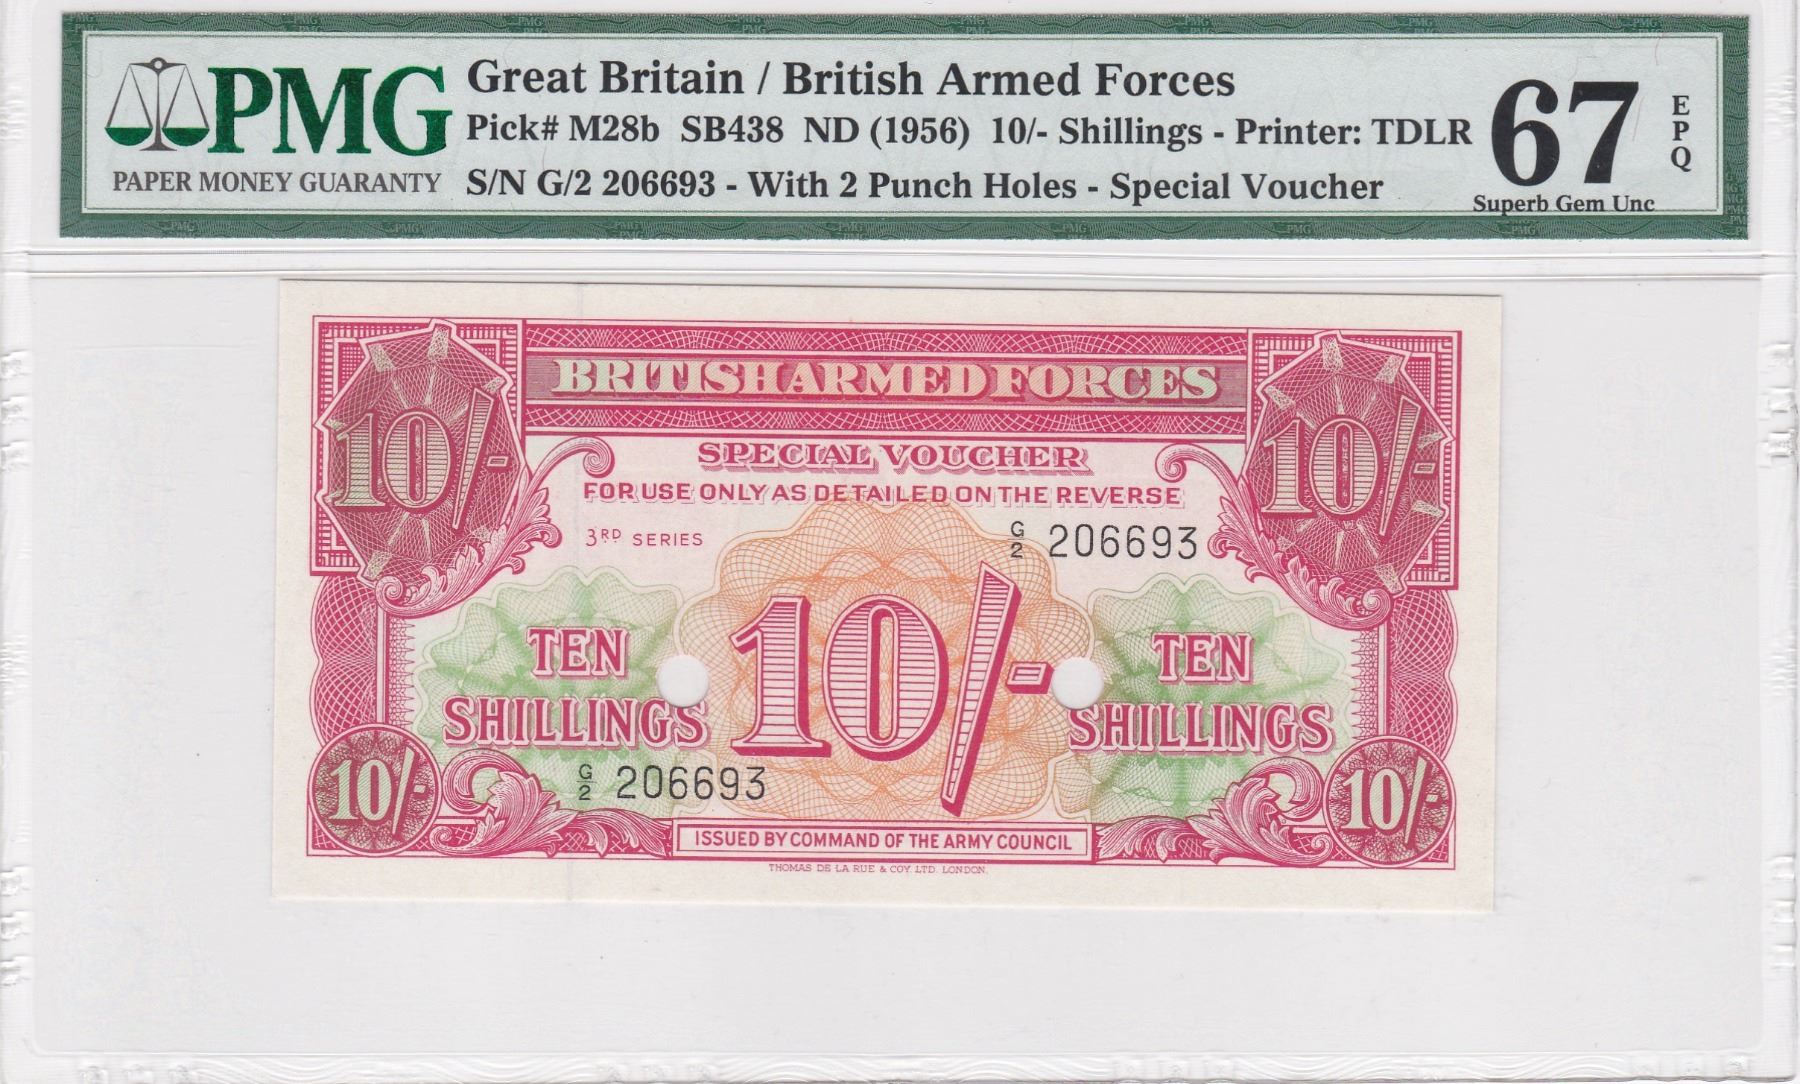 PMG
PAPER MONEY GUARANTY
Great Britain / British Armed Forces
Pick# M28b SB438 ND (1956) 10/- Shillings - Printer: TDLR
S/N G/2 206693 - With 2 Punch Holes - Special Voucher
67 EPQ
Superb Gem Unc
10/-
10/-
BRITISH ARMED FORCES
SPECIAL VOUCHER
FOR USE ONLY AS DETAILED ON THE REVERSE
3RD SERIES
G/2 206693
TEN SHILLINGS
10/-
TEN SHILLINGS
G/2 206693
10/-
10/-
ISSUED BY COMMAND OF THE ARMY COUNCIL
THOMAS DE LA RUE & COY. LTD. LONDON.